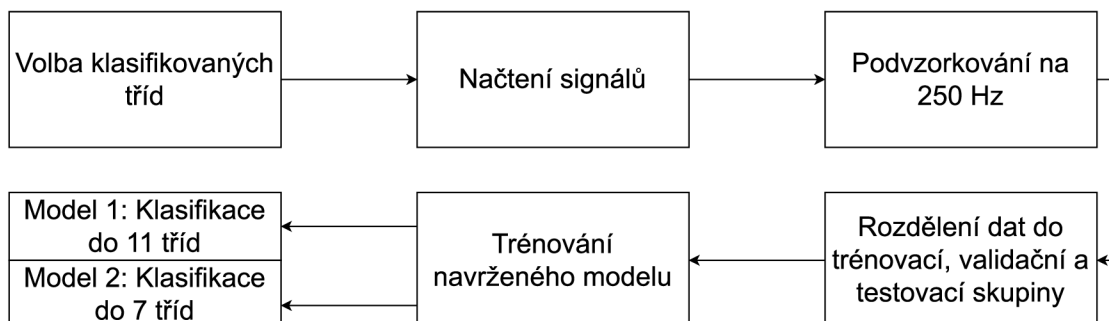 Volba klasifikovaných
tříd
Načtení signálů
Podvzorkování na
250 Hz
Rozdělení dat do
trénovací, validační a
testovací skupiny
Trénování
navrženého modelu
Model 1: Klasifikace
do 11 tříd
Model 2: Klasifikace
do 7 tříd